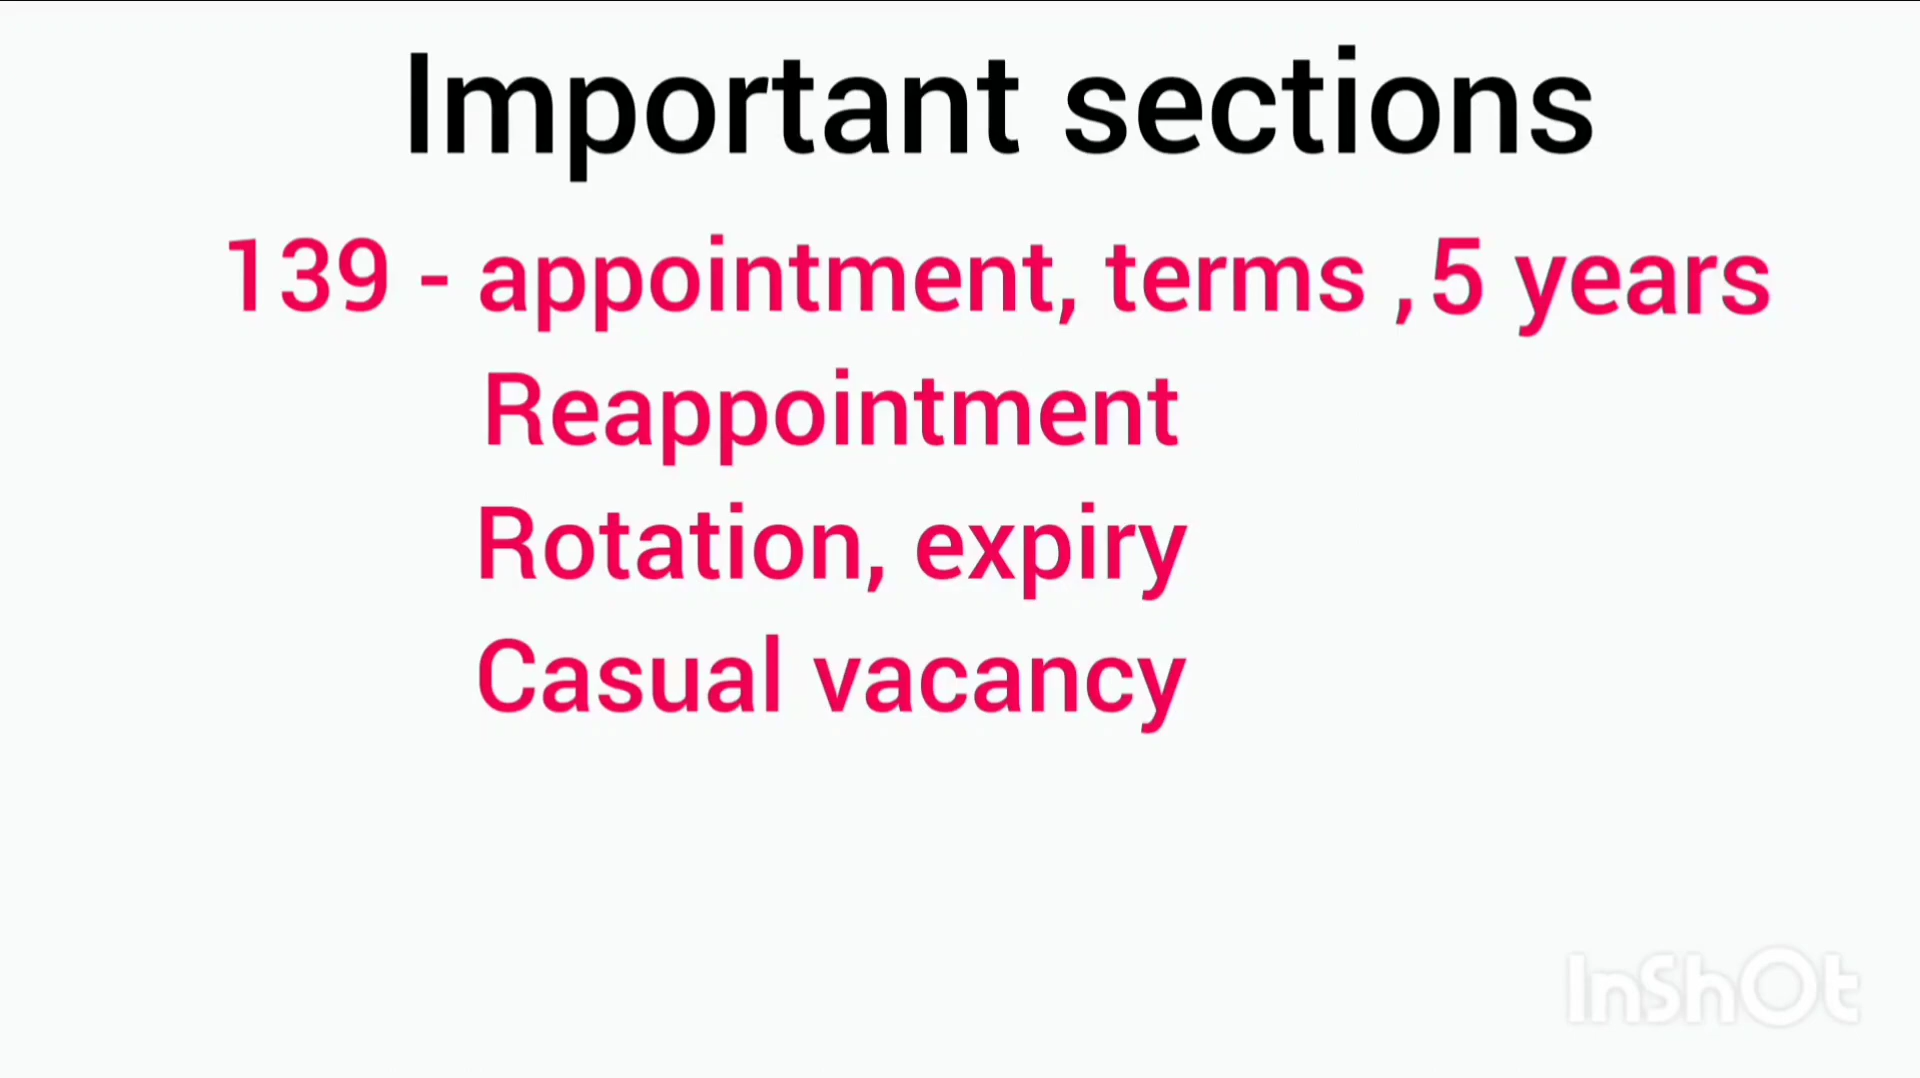 Important sections
139 - appointment, terms ,5 years
Reappointment
Rotation, expiry
Casual vacancy
InShOt